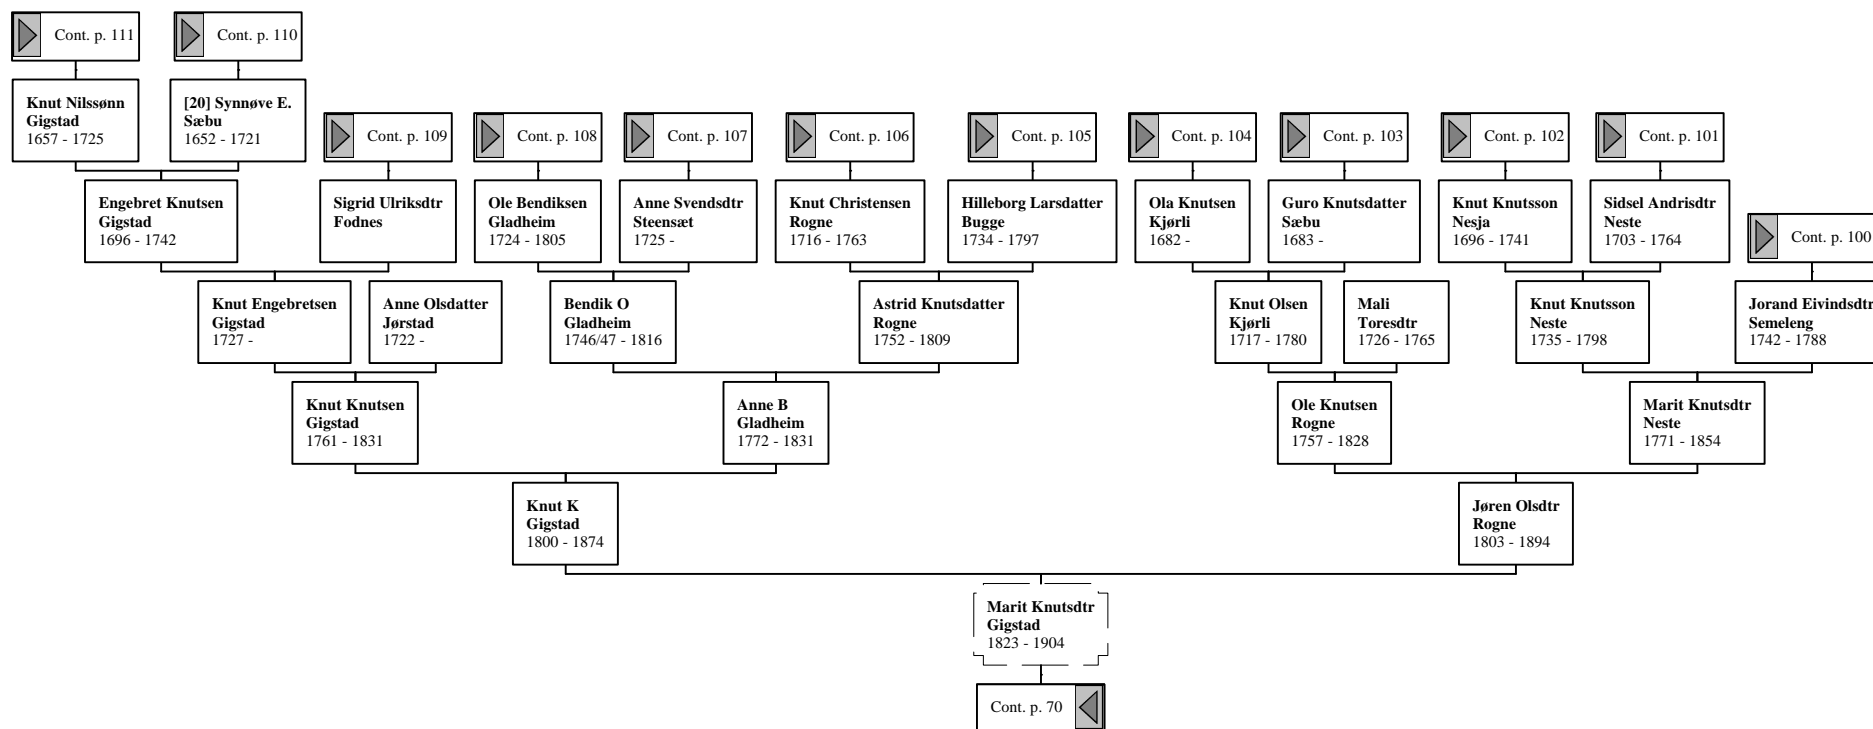 Cont. p. 111
Cont. p. 110
Knut Nilssønn
Gigstad
1657 - 1725
[20] Synnøve E.
Sæbu
1652 - 1721
Cont. p. 109
Cont. p. 108
Cont. p. 107
Cont. p. 106
Cont. p. 105
Cont. p. 104
Cont. p. 103
Cont. p. 102
Cont. p. 101
Engebret Knutsen
Gigstad
1696 - 1742
Sigrid Ulriksdtr
Fodnes
Ole Bendiksen
Gladheim
1724 - 1805
Anne Svendsdtr
Steensæt
1725 -
Knut Christensen
Rogne
1716 - 1763
Hilleborg Larsdatter
Bugge
1734 - 1797
Ola Knutsen
Kjørli
1682 -
Guro Knutsdatter
Sæbu
1683 -
Knut Knutsson
Nesja
1696 - 1741
Sidsel Andrisdtr
Neste
1703 - 1764
Cont. p. 100
Knut Engebretsen
Gigstad
1727 -
Anne Olsdatter
Jørstad
1722 -
Bendik O
Gladheim
1746/47 - 1816
Astrid Knutsdatter
Rogne
1752 - 1809
Knut Olsen
Kjørli
1717 - 1780
Mali
Toresdtr
1726 - 1765
Knut Knutsson
Neste
1735 - 1798
Jorand Eivindsdtr
Semeleng
1742 - 1788
Knut Knutsen
Gigstad
1761 - 1831
Anne B
Gladheim
1772 - 1831
Ole Knutsen
Rogne
1757 - 1828
Marit Knutsdtr
Neste
1771 - 1854
Knut K
Gigstad
1800 - 1874
Jøren Olsdtr
Rogne
1803 - 1894
Marit Knutsdtr
Gigstad
1823 - 1904
Cont. p. 70